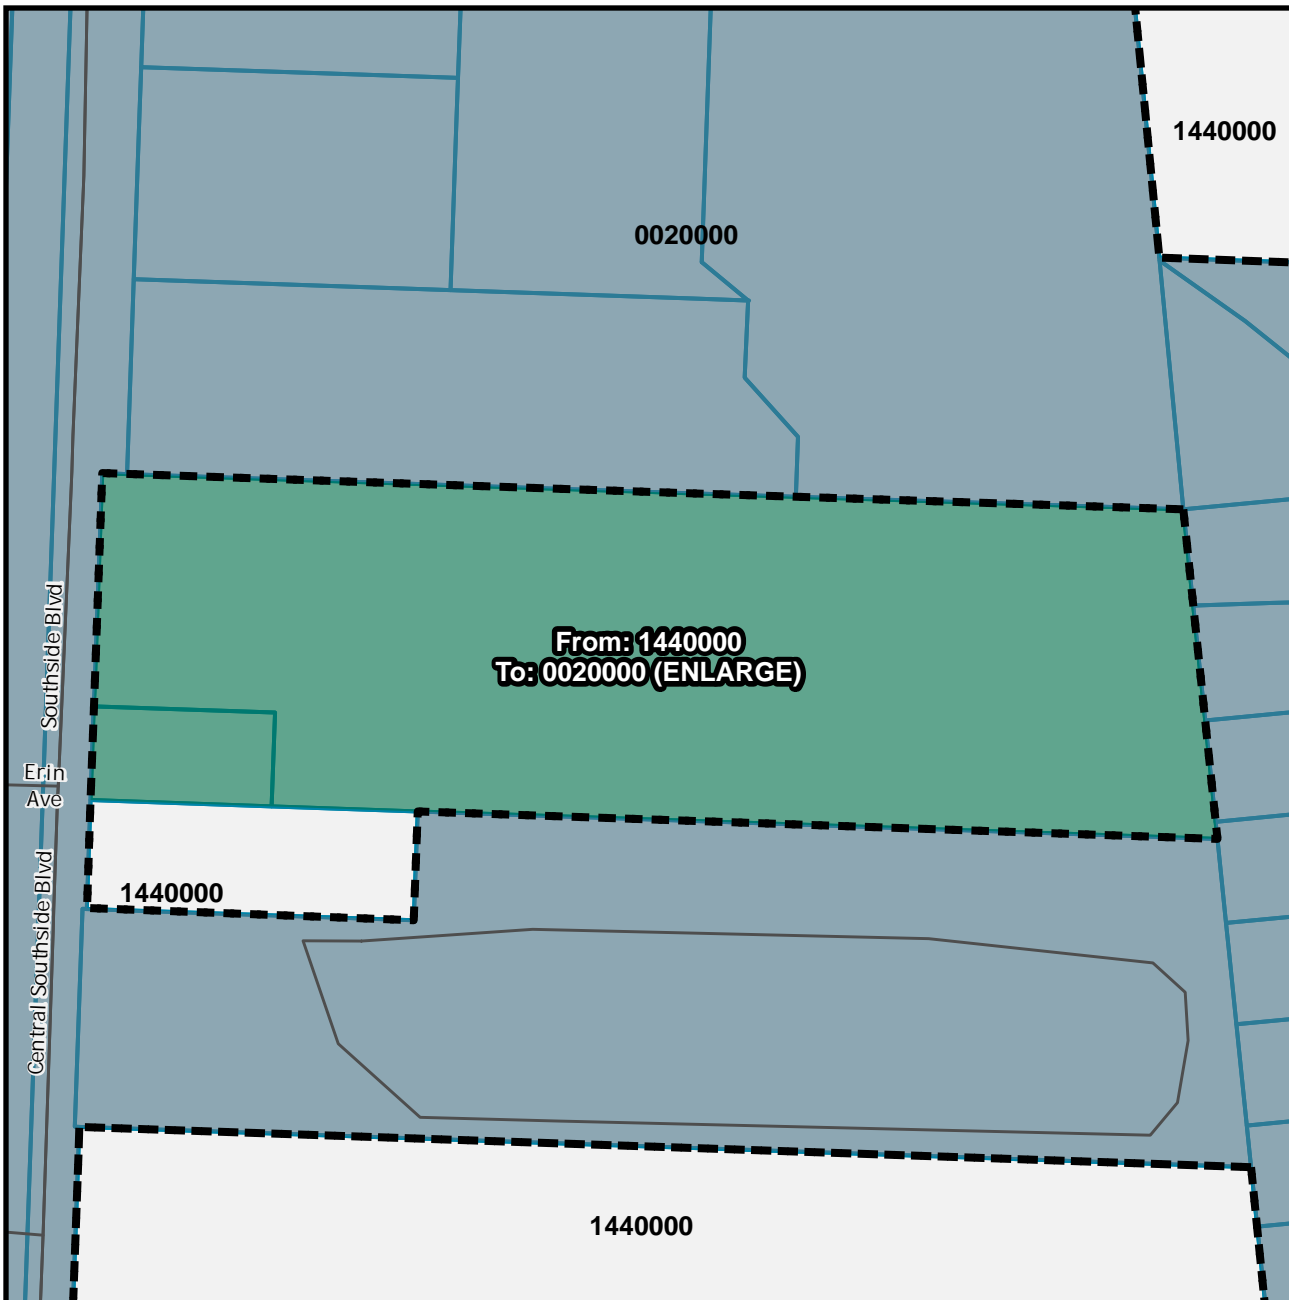 1440000
0020000
Southside Blvd
From: 1440000
To: 0020000 (ENLARGE)
Erin
Ave
Central Southside Blvd
1440000
1440000